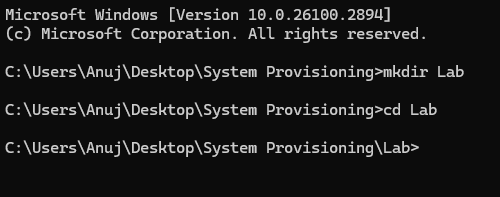 Microsoft Windows [Version 10.0.26100.2894]
(c) Microsoft Corporation. All rights reserved.
C:\Users\Anuj\Desktop\System Provisioning>mkdir Lab
C:\Users\Anuj\Desktop\System Provisioning>cd Lab
C:\Users\Anuj\Desktop\System Provisioning\Lab>